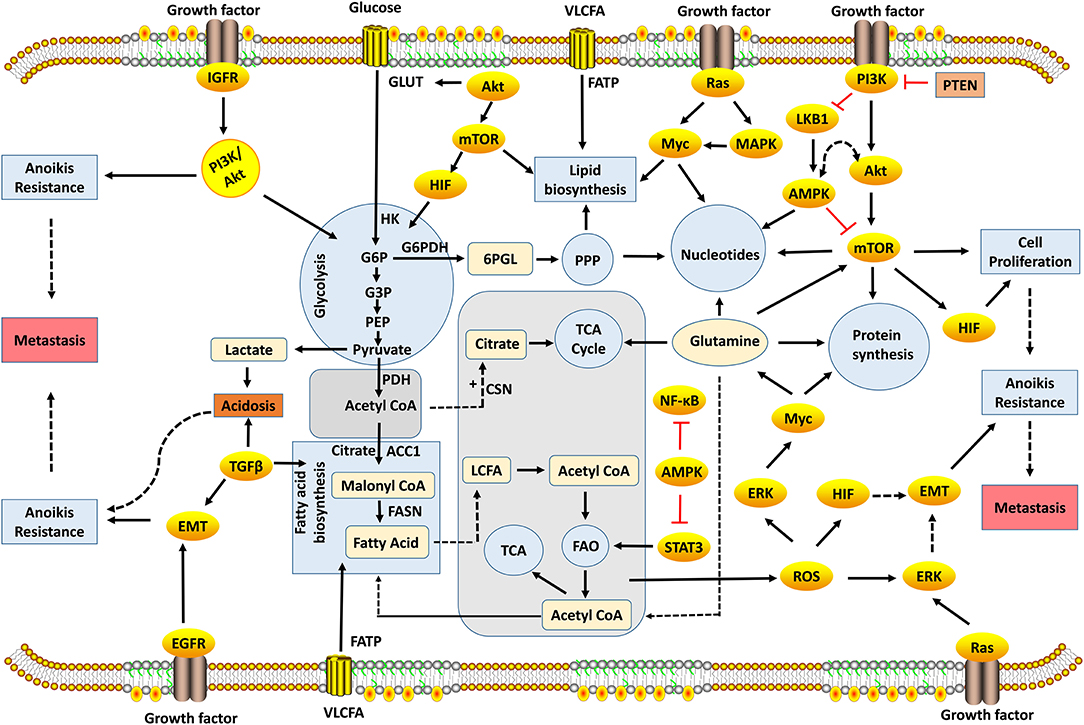 Growth factor
Glucose
VLCFA
Growth factor
Growth factor
IGFR
GLUT
Akt
FATP
Ras
PI3K
PTEN
LKB1
mTOR
Myc
MAPK
Anoikis
Resistance
PI3K/
Akt
HIF
Lipid
biosynthesis
AMPK
Akt
HK
G6PDH
Glycolysis
G6P
6PGL
PPP
Nucleotides
mTOR
Cell
Proliferation
G3P
PEP
Pyruvate
Metastasis
Lactate
Citrate
TCA
Cycle
Glutamine
Protein
synthesis
HIF
PDH
+
CSN
Acetyl CoA
Acidosis
NF-κB
Myc
Anoikis
Resistance
Citrate
ACC1
TGFβ
Fatty acid
biosynthesis
Malonyl CoA
LCFA
Acetyl CoA
AMPK
ERK
HIF
EMT
Metastasis
FASN
Anoikis
Resistance
EMT
Fatty Acid
TCA
FAO
STAT3
ROS
ERK
Acetyl CoA
EGFR
FATP
Ras
Growth factor
VLCFA
Growth factor